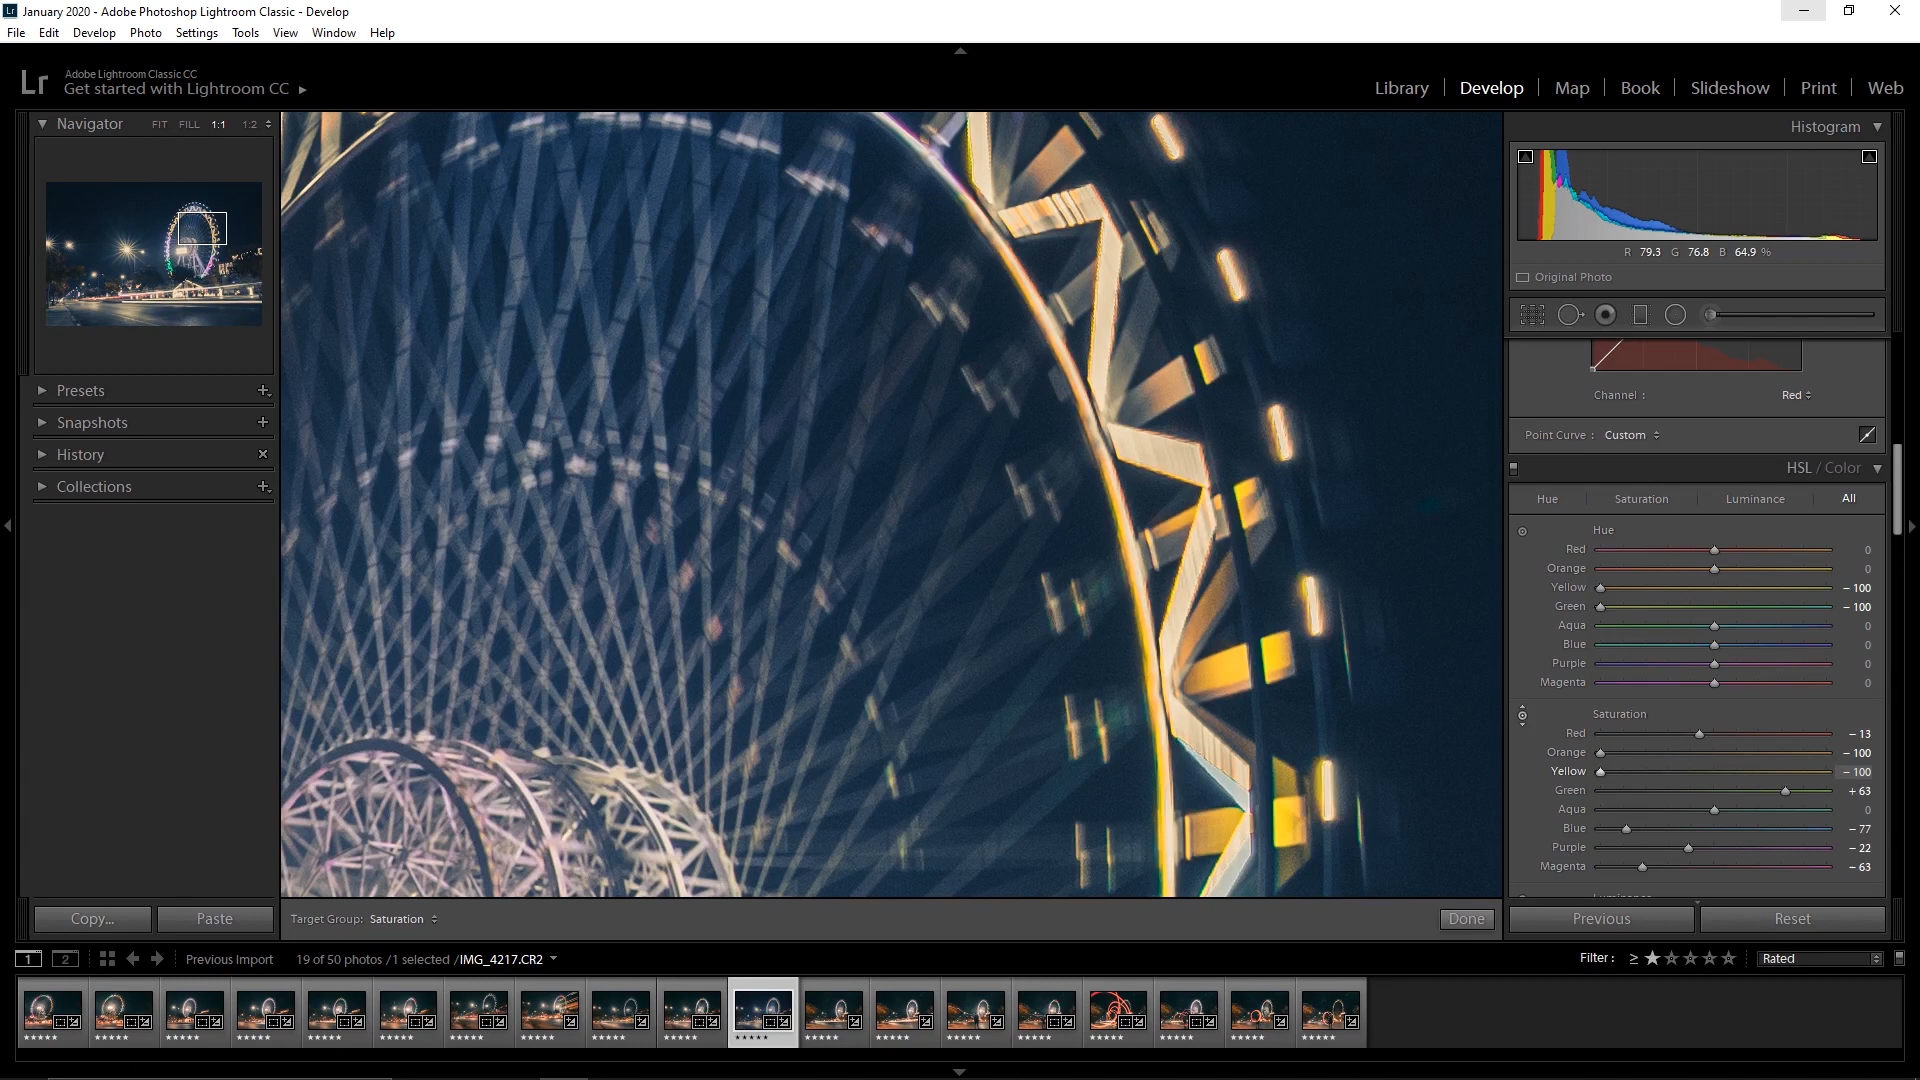 Lr January 2020 - Adobe Photoshop Lightroom Classic - Develop
File Edit Develop Photo Settings Tools View Window Help
Lr Adobe Lightroom Classic CC
Get started with Lightroom CC ▶
Library | Develop | Map | Book | Slideshow | Print | Web
Navigator FIT FILL 1:1 1:2
Presets
Snapshots
History
Collections
Copy... Paste
Target Group: Saturation
Done
Histogram
R 79.3 G 76.8 B 64.9 %
Original Photo
Channel : Red
Point Curve : Custom
HSL / Color
Hue Saturation Luminance All
Hue
Red 0
Orange 0
Yellow - 100
Green - 100
Aqua 0
Blue 0
Purple 0
Magenta 0
Saturation
Red - 13
Orange - 100
Yellow - 100
Green + 63
Aqua 0
Blue - 77
Purple - 22
Magenta - 63
Previous Reset
1 2 Previous Import 19 of 50 photos / 1 selected / IMG_4217.CR2
Filter : ≥ ★ Rated